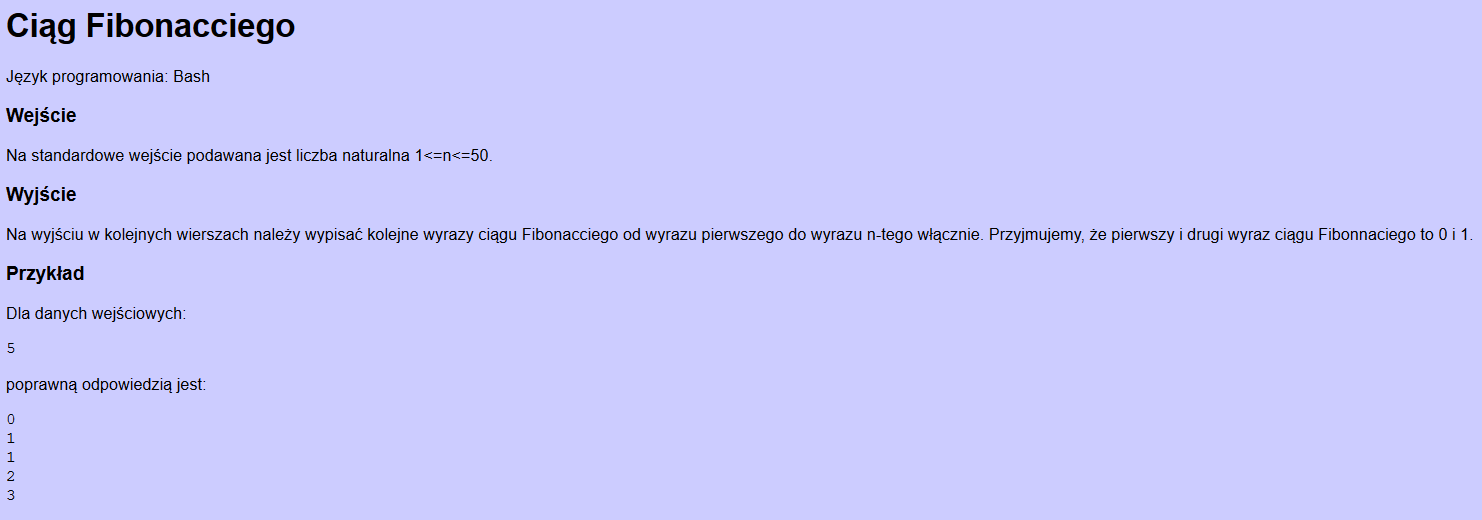 Ciąg Fibonacciego
Język programowania: Bash
Wejście
Na standardowe wejście podawana jest liczba naturalna 1<=n<=50.
Wyjście
Na wyjściu w kolejnych wierszach należy wypisać kolejne wyrazy ciągu Fibonacciego od wyrazu pierwszego do wyrazu n-tego włącznie. Przyjmujemy, że pierwszy i drugi wyraz ciągu Fibonnaciego to 0 i 1.
Przykład
Dla danych wejściowych:
5
poprawną odpowiedzią jest:
0
1
1
2
3